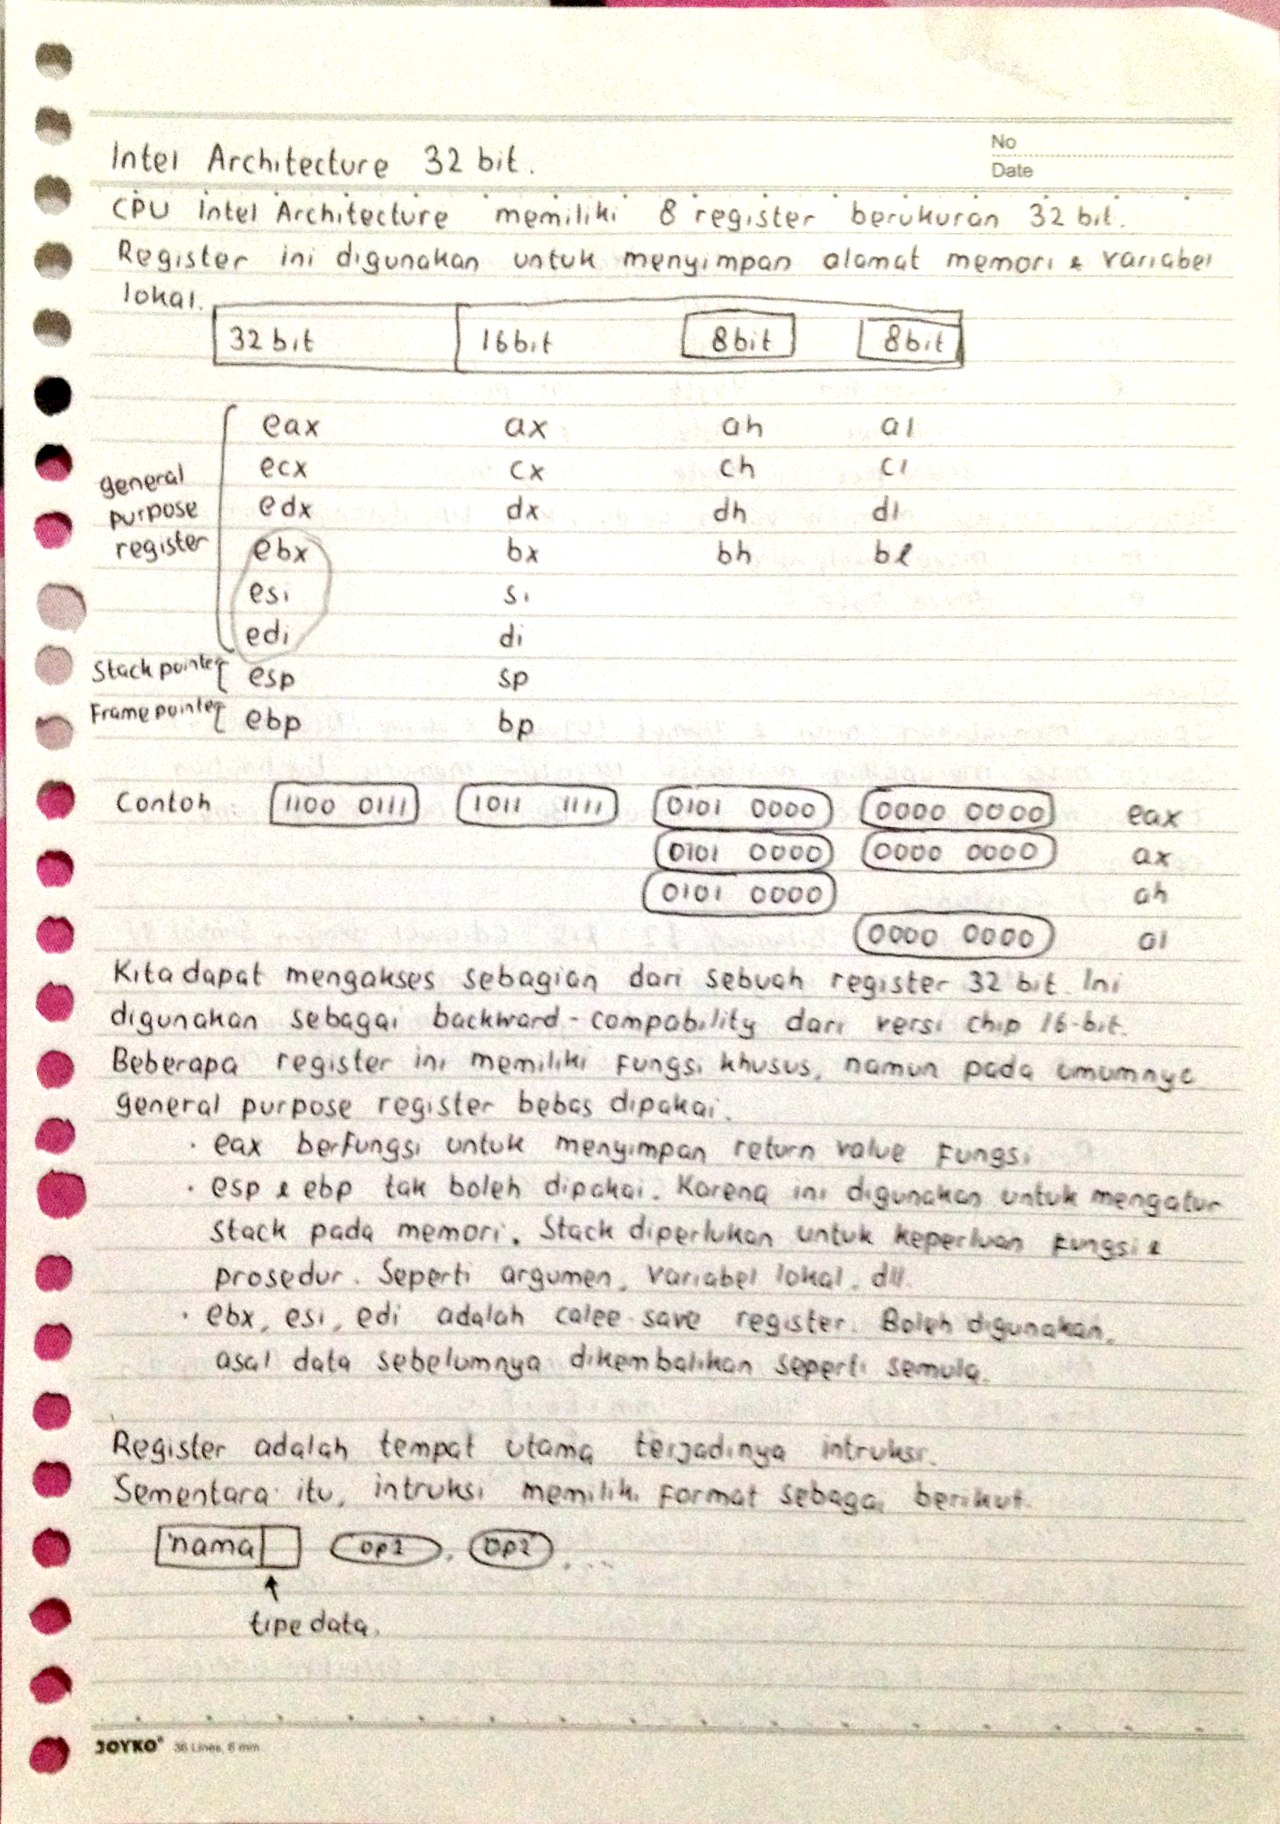 No
Date
Intel Architecture 32 bit.
CPU Intel Architecture memiliki 8 register berukuran 32 bit.
Register ini digunakan untuk menyimpan alamat memori & variabel
lokal.
32 bit 16 bit 8 bit 8 bit
eax ax ah al
ecx cx ch cl
edx dx dh dl
ebx bx bh bl
esi si
edi di
general
purpose
register
Stack pointer esp sp
Frame pointer ebp bp
Contoh 1100 0111 1011 1111 0101 0000 0000 0000 eax
0101 0000 0000 0000 ax
0101 0000 ah
0000 0000 al
Kita dapat mengakses sebagian dari sebuah register 32 bit. Ini
digunakan sebagai backward-compability dari versi chip 16-bit.
Beberapa register ini memiliki fungsi khusus, namun pada umumnya
general purpose register bebas dipakai.
· eax berfungsi untuk menyimpan return value fungsi
· esp & ebp tak boleh dipakai. Karena ini digunakan untuk mengatur
stack pada memori. Stack diperlukan untuk keperluan fungsi &
prosedur. Seperti argumen, variabel lokal, dll.
· ebx, esi, edi adalah calee-save register. Boleh digunakan,
asal data sebelumnya dikembalikan seperti semula.
Register adalah tempat utama terjadinya intruksi.
Sementara itu, intruksi memiliki format sebagai berikut.
nama op1, op2, ...
tipe data.
JOYKO® 36 Lines, 8 mm